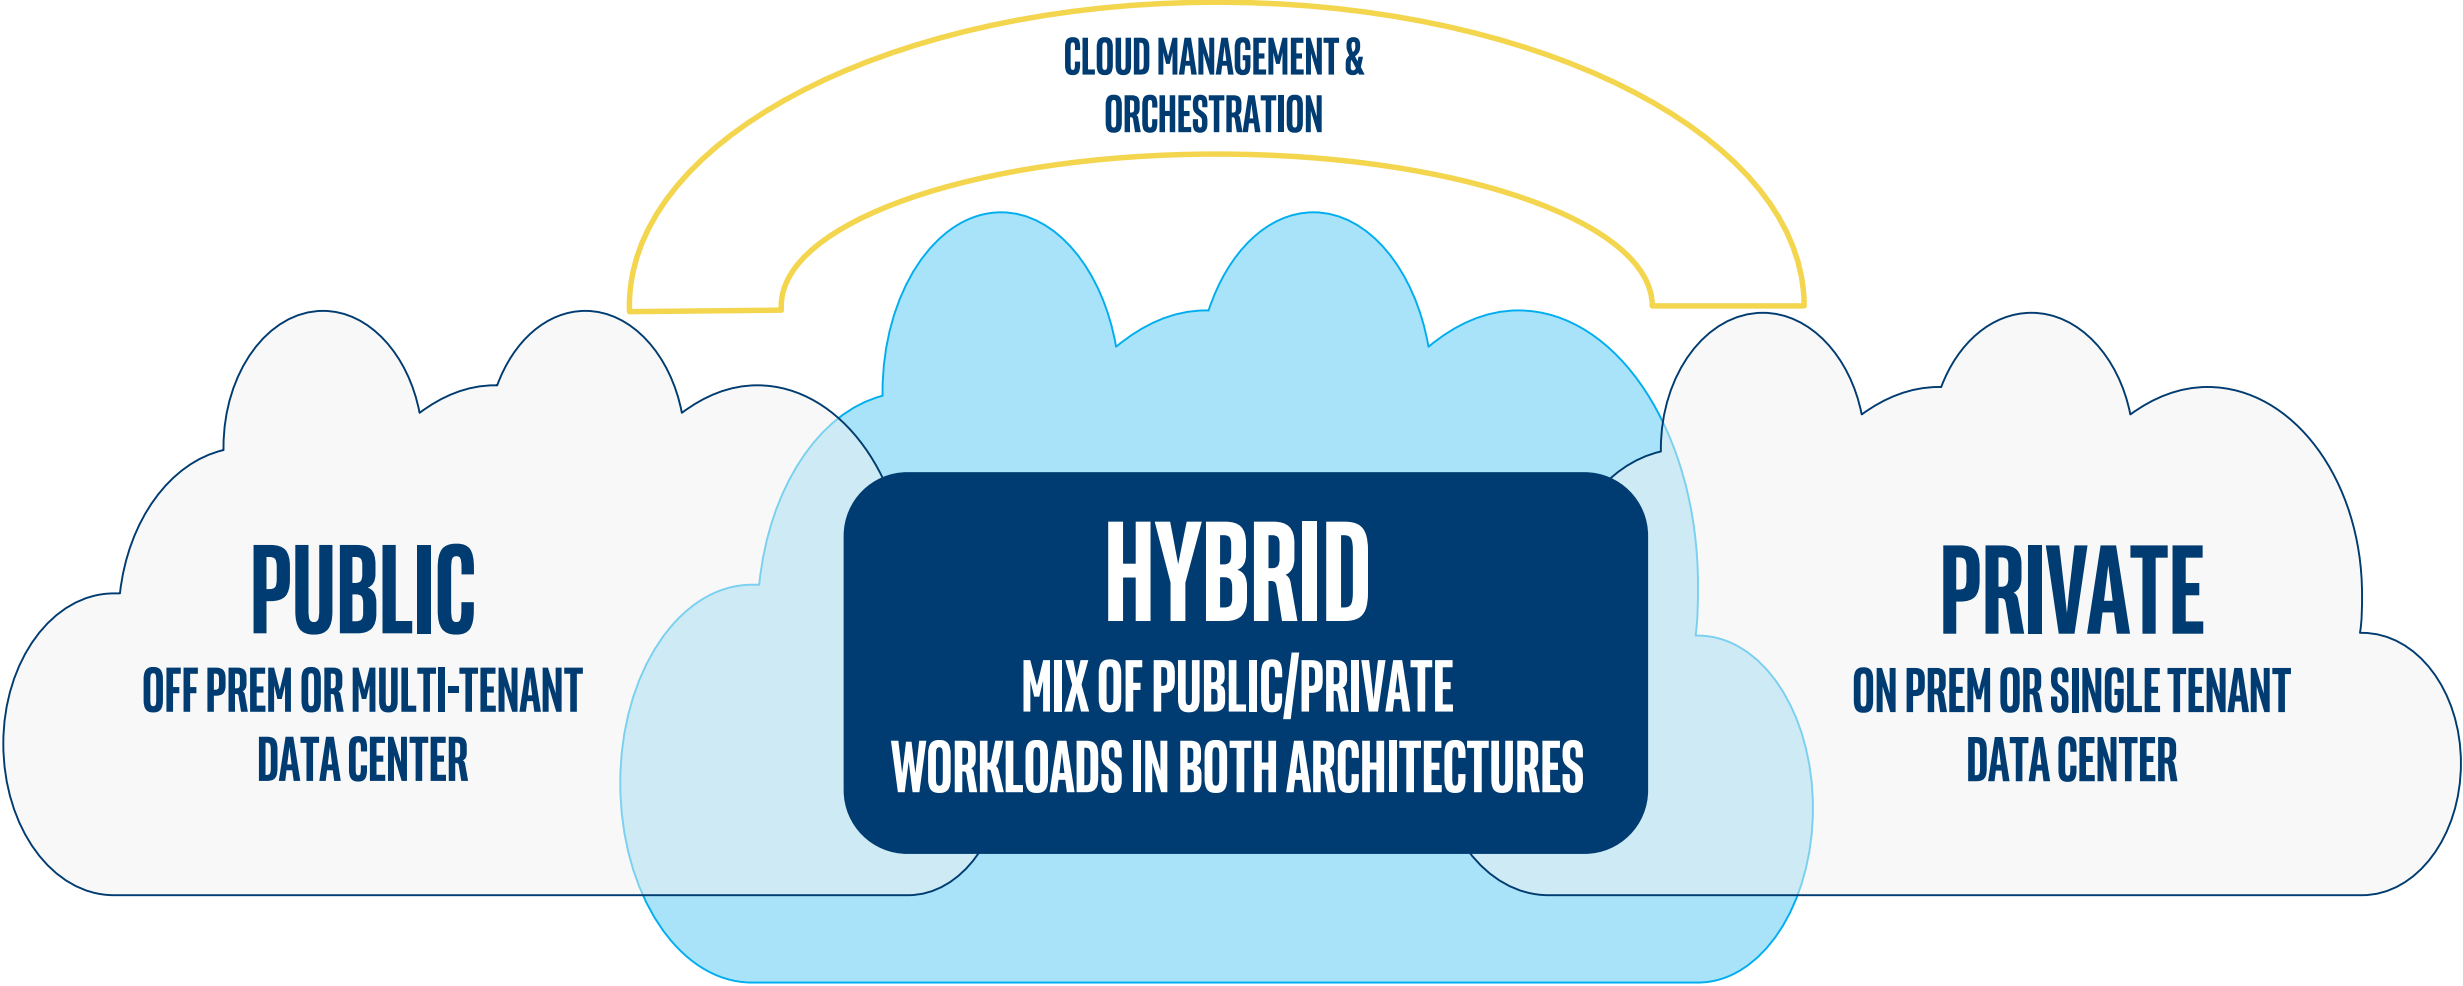 CLOUD MANAGEMENT &
ORCHESTRATION
PUBLIC
OFF PREM OR MULTI-TENANT
DATA CENTER
HYBRID
MIX OF PUBLIC/PRIVATE
WORKLOADS IN BOTH ARCHITECTURES
PRIVATE
ON PREM OR SINGLE TENANT
DATA CENTER